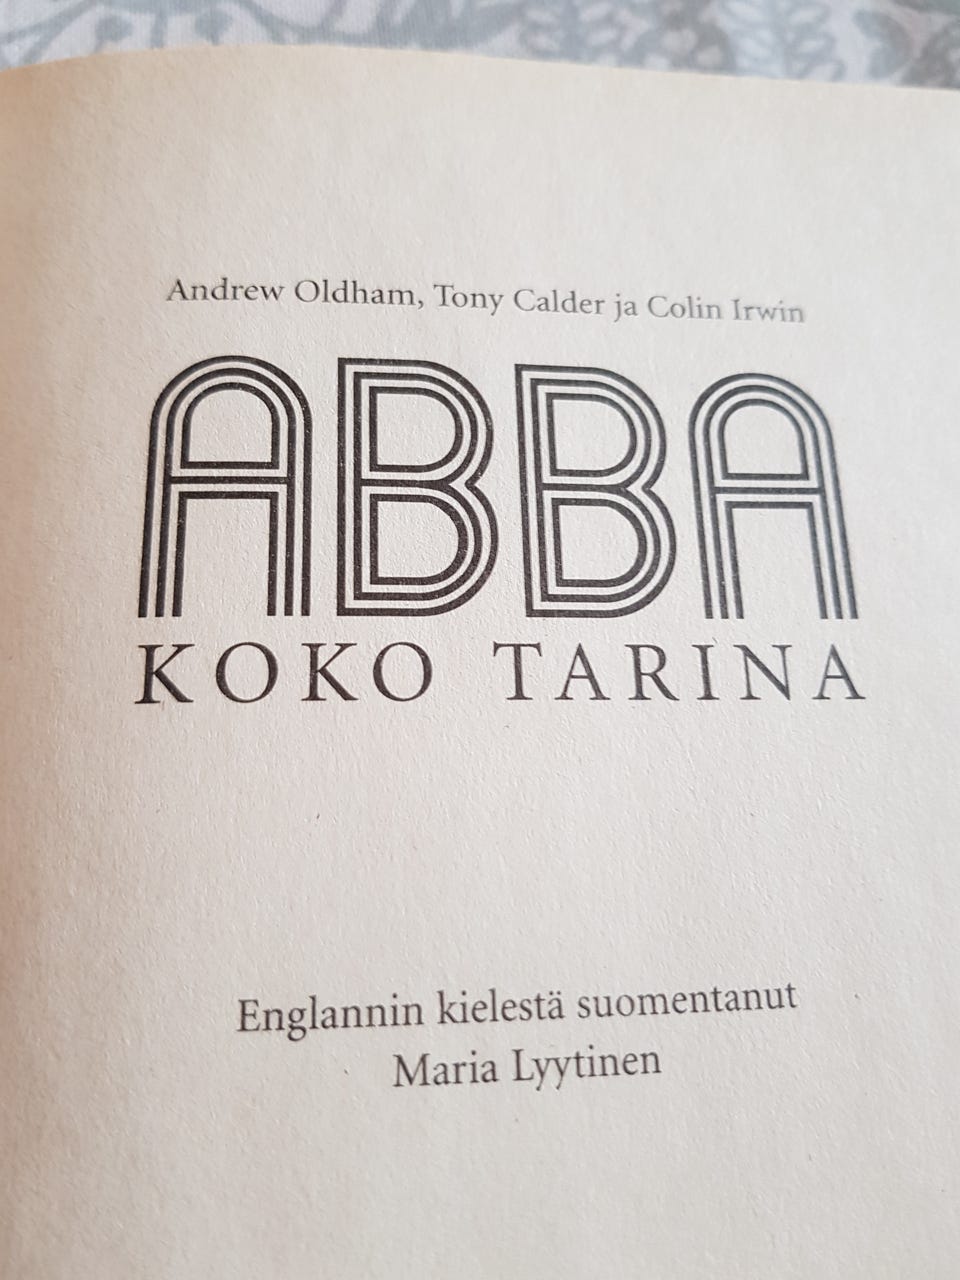 Andrew Oldham, Tony Calder ja Colin Irwin
ABBA
KOKO TARINA
Englannin kielestä suomentanut
Maria Lyytinen